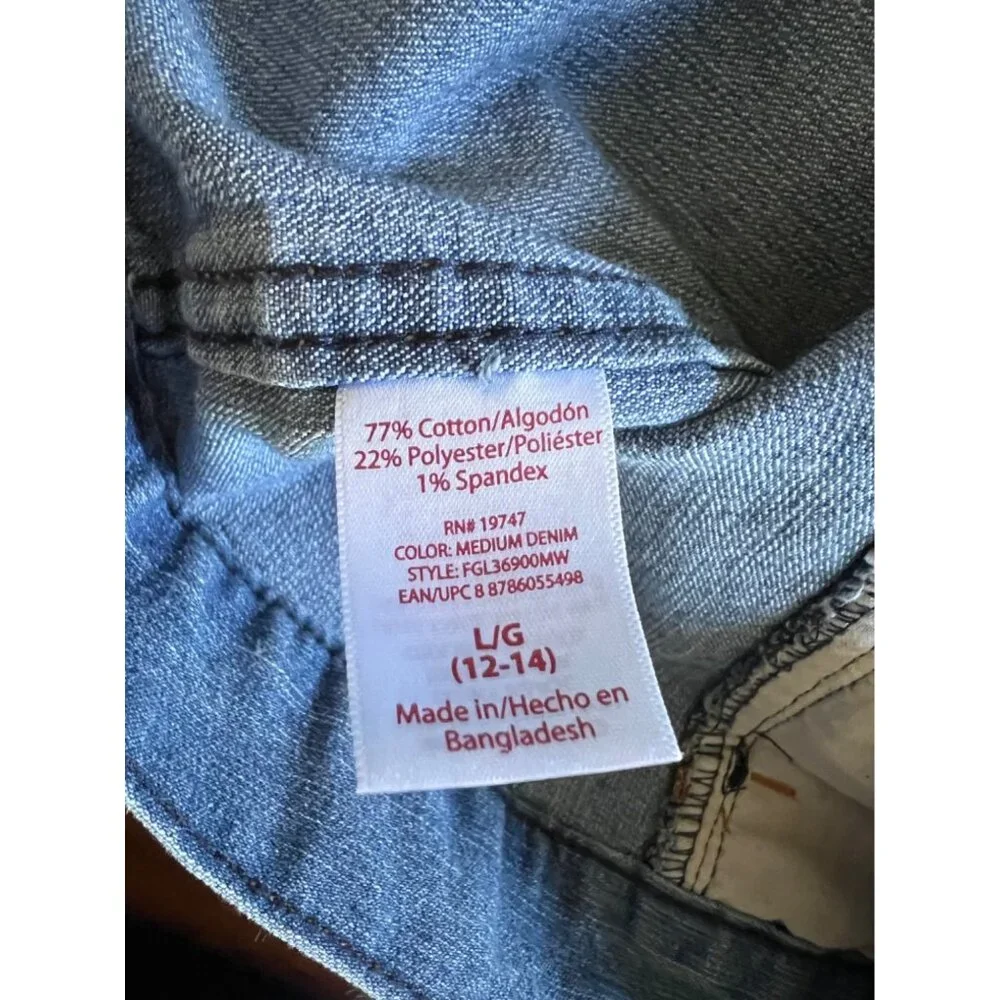 77% Cotton/Algodón
22% Polyester/Poliéster
1% Spandex
RN# 19747
COLOR: MEDIUM DENIM
STYLE: FGL36900MW
EAN/UPC 8 8786055498
L/G
(12-14)
Made in/Hecho en
Bangladesh